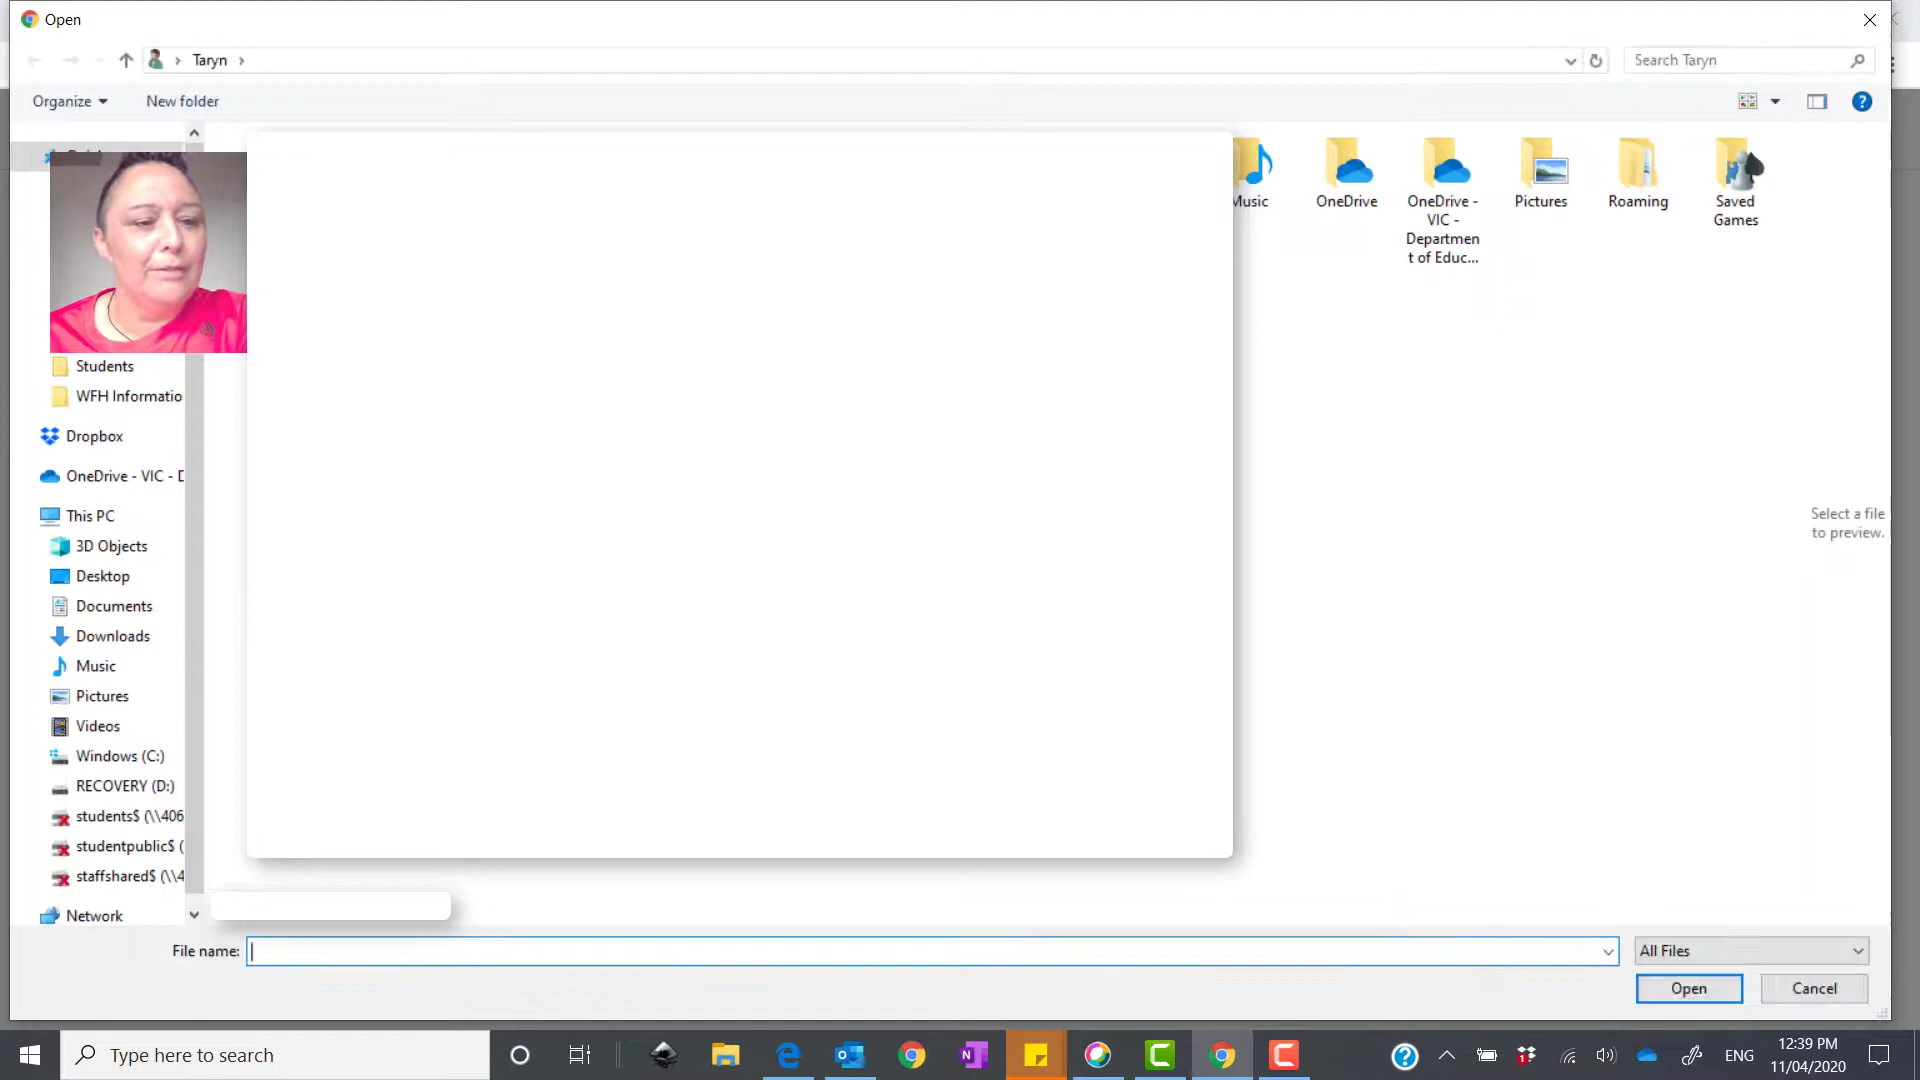 Open
Taryn
Search Taryn
Organize
New folder
Music
OneDrive
OneDrive -
VIC -
Departmen
t of Educ...
Pictures
Roaming
Saved
Games
Students
WFH Informatio
Dropbox
OneDrive - VIC - D
This PC
3D Objects
Desktop
Documents
Downloads
Music
Pictures
Videos
Windows (C:)
RECOVERY (D:)
students$ (\\406
studentpublic$ (
staffshared$ (\\4
Network
Select a file
to preview.
File name:
All Files
Open
Cancel
Type here to search
ENG
12:39 PM
11/04/2020